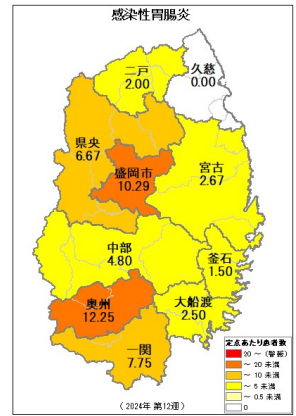 感染性胃腸炎
久慈
0.00
二戸
2.00
県央
6.67
盛岡市
10.29
宮古
2.67
中部
4.80
釜石
1.50
奥州
12.25
大船渡
2.50
一関
7.75
定点あたり患者数
20 ～ (警報)
～ 20 未満
～ 10 未満
～ 5 未満
～ 0.5 未満
0
（2024年 第12週）